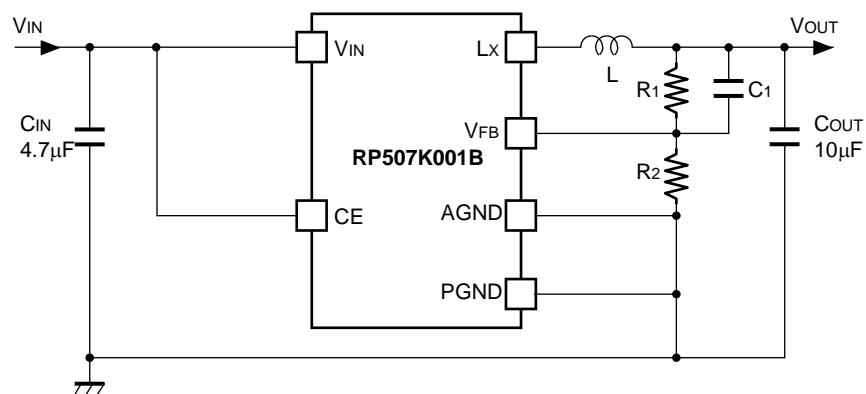 VIN
VOUT
VIN
LX
L
R1
C1
CIN
4.7μF
VFB
RP507K001B
COUT
10μF
R2
CE
AGND
PGND